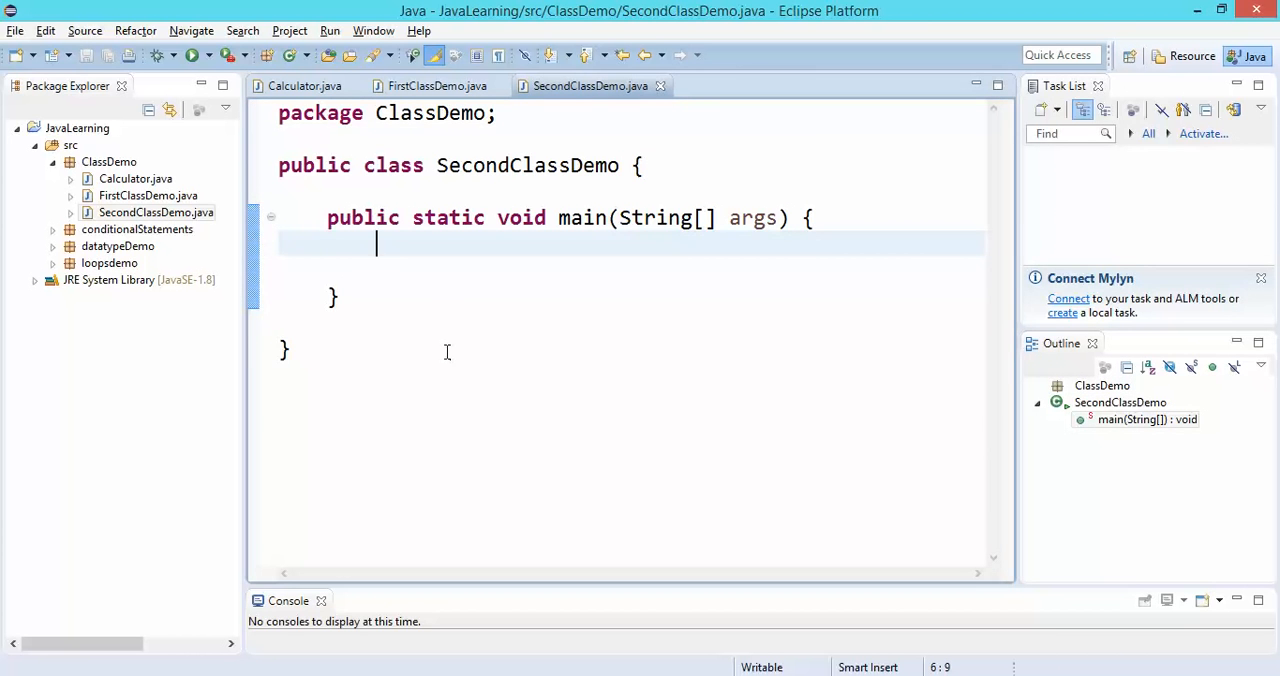 Java - JavaLearning/src/ClassDemo/SecondClassDemo.java - Eclipse Platform
File Edit Source Refactor Navigate Search Project Run Window Help
Quick Access Resource Java
Package Explorer
Calculator.java FirstClassDemo.java SecondClassDemo.java
Task List
JavaLearning
src
ClassDemo
Calculator.java
FirstClassDemo.java
SecondClassDemo.java
conditionalStatements
datatypeDemo
loopsdemo
JRE System Library [JavaSE-1.8]
package ClassDemo;
public class SecondClassDemo {
public static void main(String[] args) {
}
}
Find All Activate...
Connect Mylyn
Connect to your task and ALM tools or
create a local task.
Outline
ClassDemo
SecondClassDemo
main(String[]) : void
Console
No consoles to display at this time.
Writable Smart Insert 6 : 9